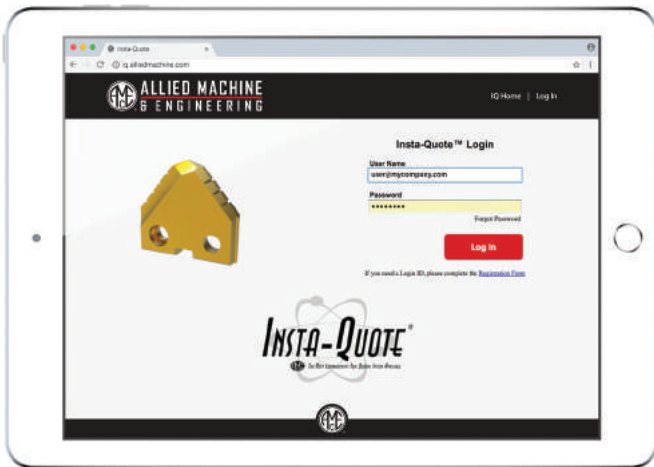 Insta-Quote
iq.alliedmachine.com
ALLIED MACHINE
& ENGINEERING
IQ Home | Log In
Insta-Quote™ Login
User Name
user@mycompany.com
Password
Forgot Password
Log In
If you need a Login ID, please complete the Registration Form
INSTA-QUOTE®